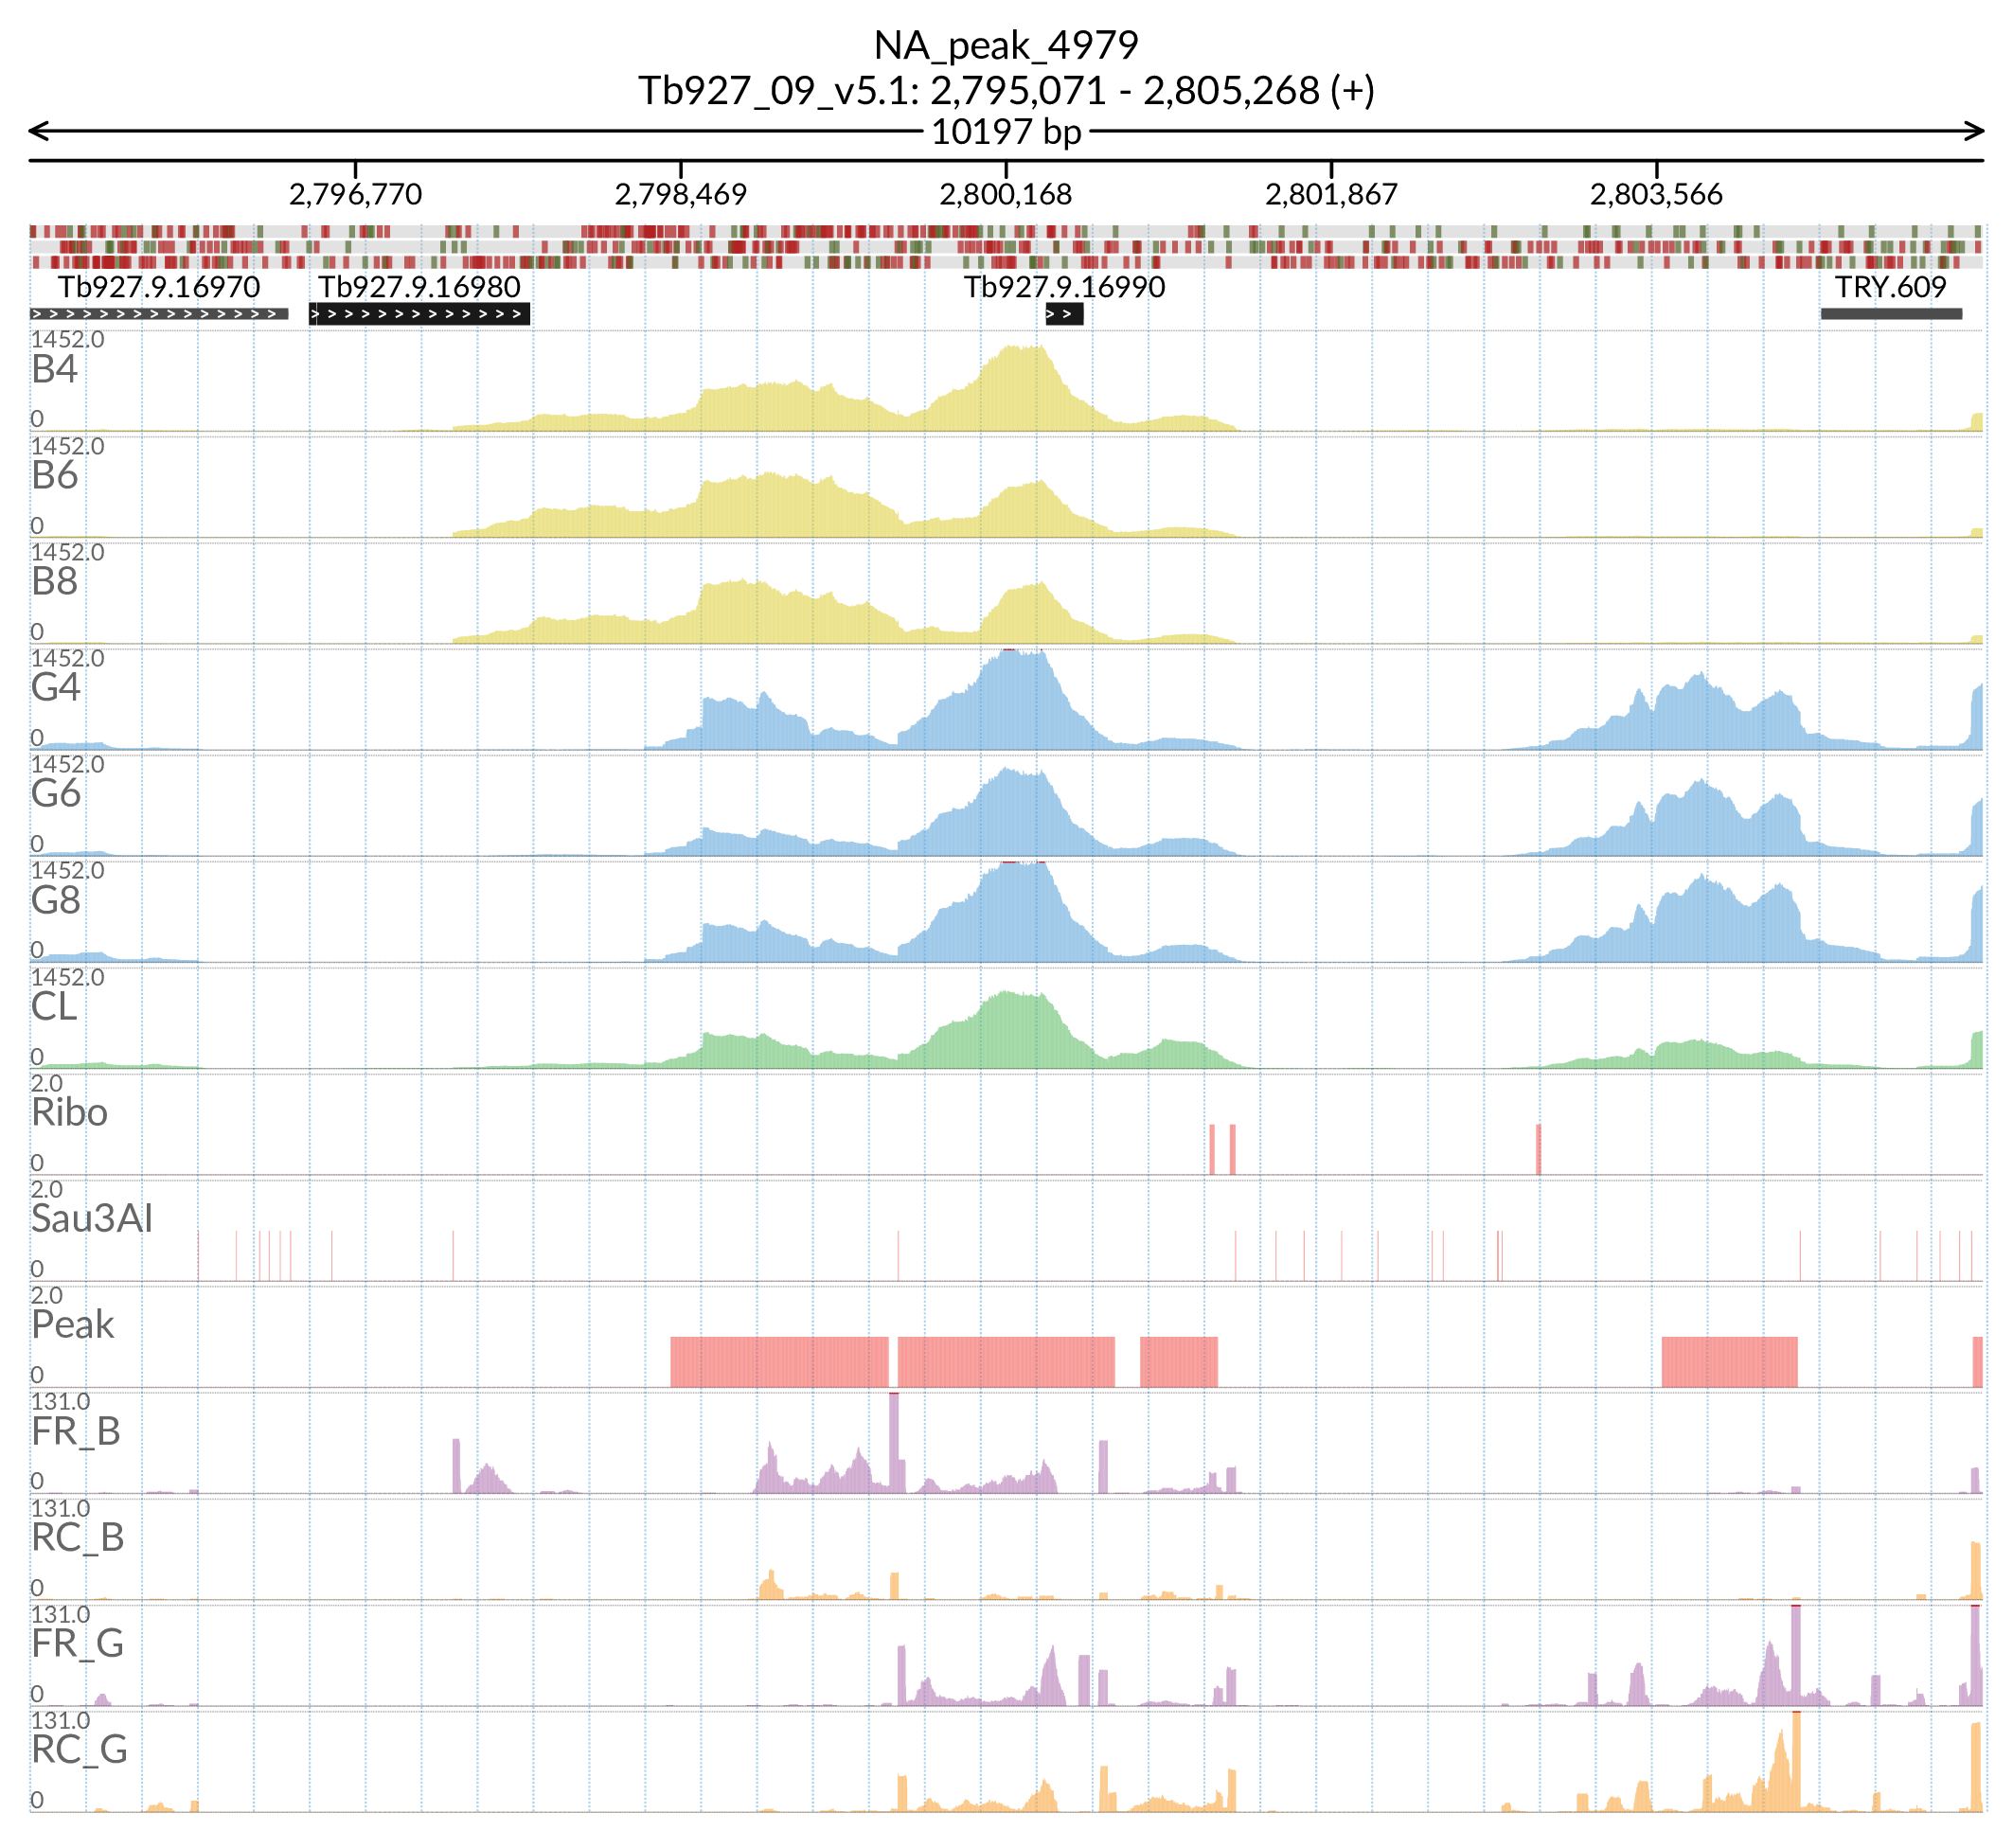 NA_peak_4979
Tb927_09_v5.1: 2,795,071 - 2,805,268 (+)
10197 bp
2,796,770 2,798,469 2,800,168 2,801,867 2,803,566
Tb927.9.16970 Tb927.9.16980 Tb927.9.16990 TRY.609
1452.0
B4
0
1452.0
B6
0
1452.0
B8
0
1452.0
G4
0
1452.0
G6
0
1452.0
G8
0
1452.0
CL
0
2.0
Ribo
0
2.0
Sau3AI
0
2.0
Peak
0
131.0
FR_B
0
131.0
RC_B
0
131.0
FR_G
0
131.0
RC_G
0